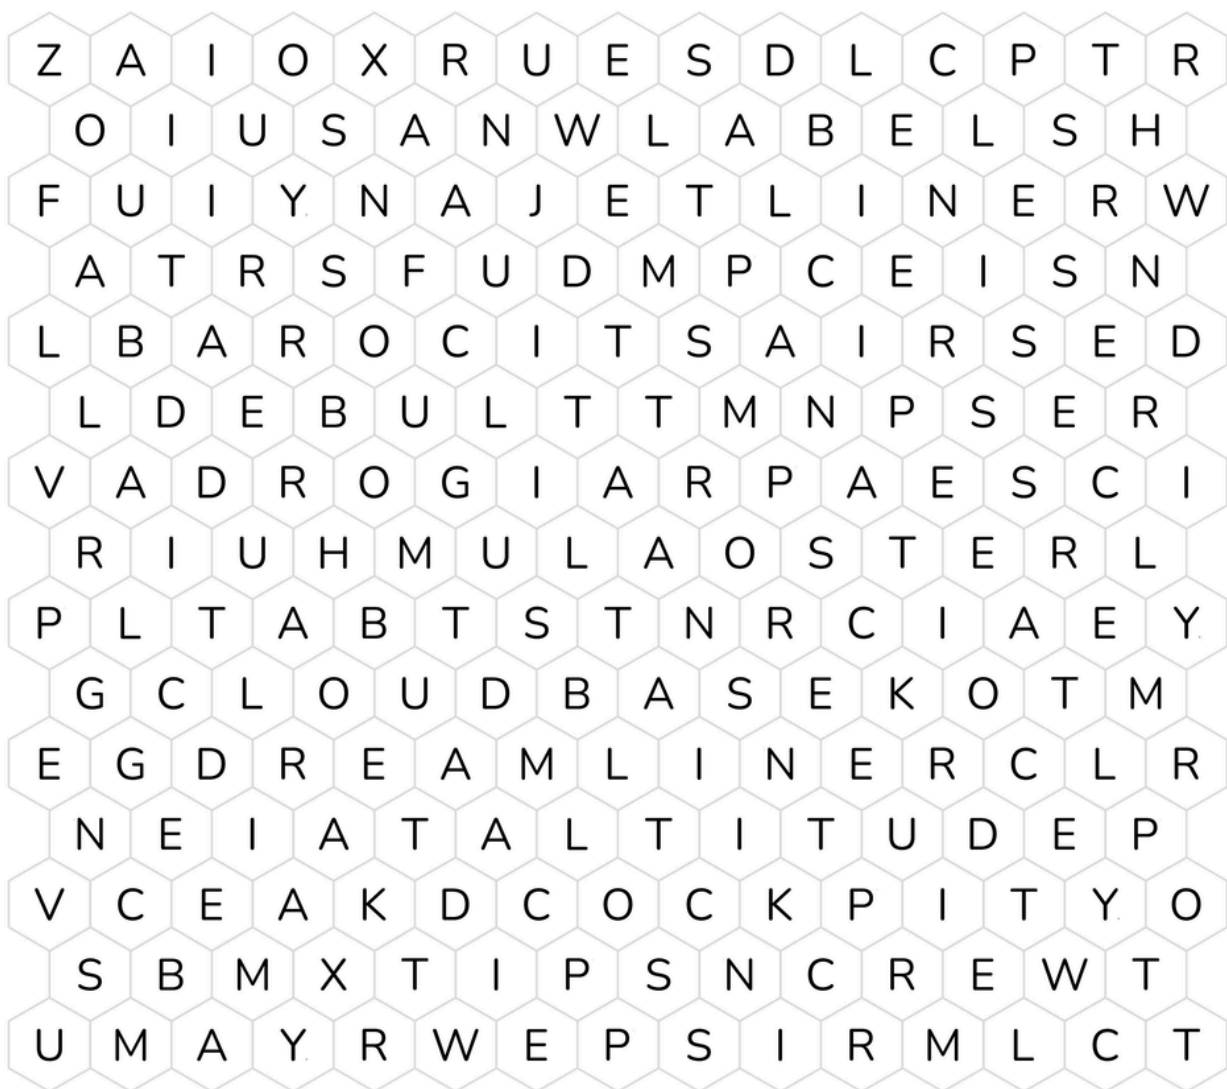 Z A I O X R U E S D L C P T R
O I U S A N W L A B E L S H
F U I Y N A J E T L I N E R W
A T R S F U D M P C E I S N
L B A R O C I T S A I R S E D
L D E B U L T T M N P S E R
V A D R O G I A R P A E S C I
R I U H M U L A O S T E R L
P L T A B T S T N R C I A E Y
G C L O U D B A S E K O T M
E G D R E A M L I N E R C L R
N E I A T A L T I T U D E P
V C E A K D C O C K P I T Y O
S B M X T I P S N C R E W T
U M A Y R W E P S I R M L C T